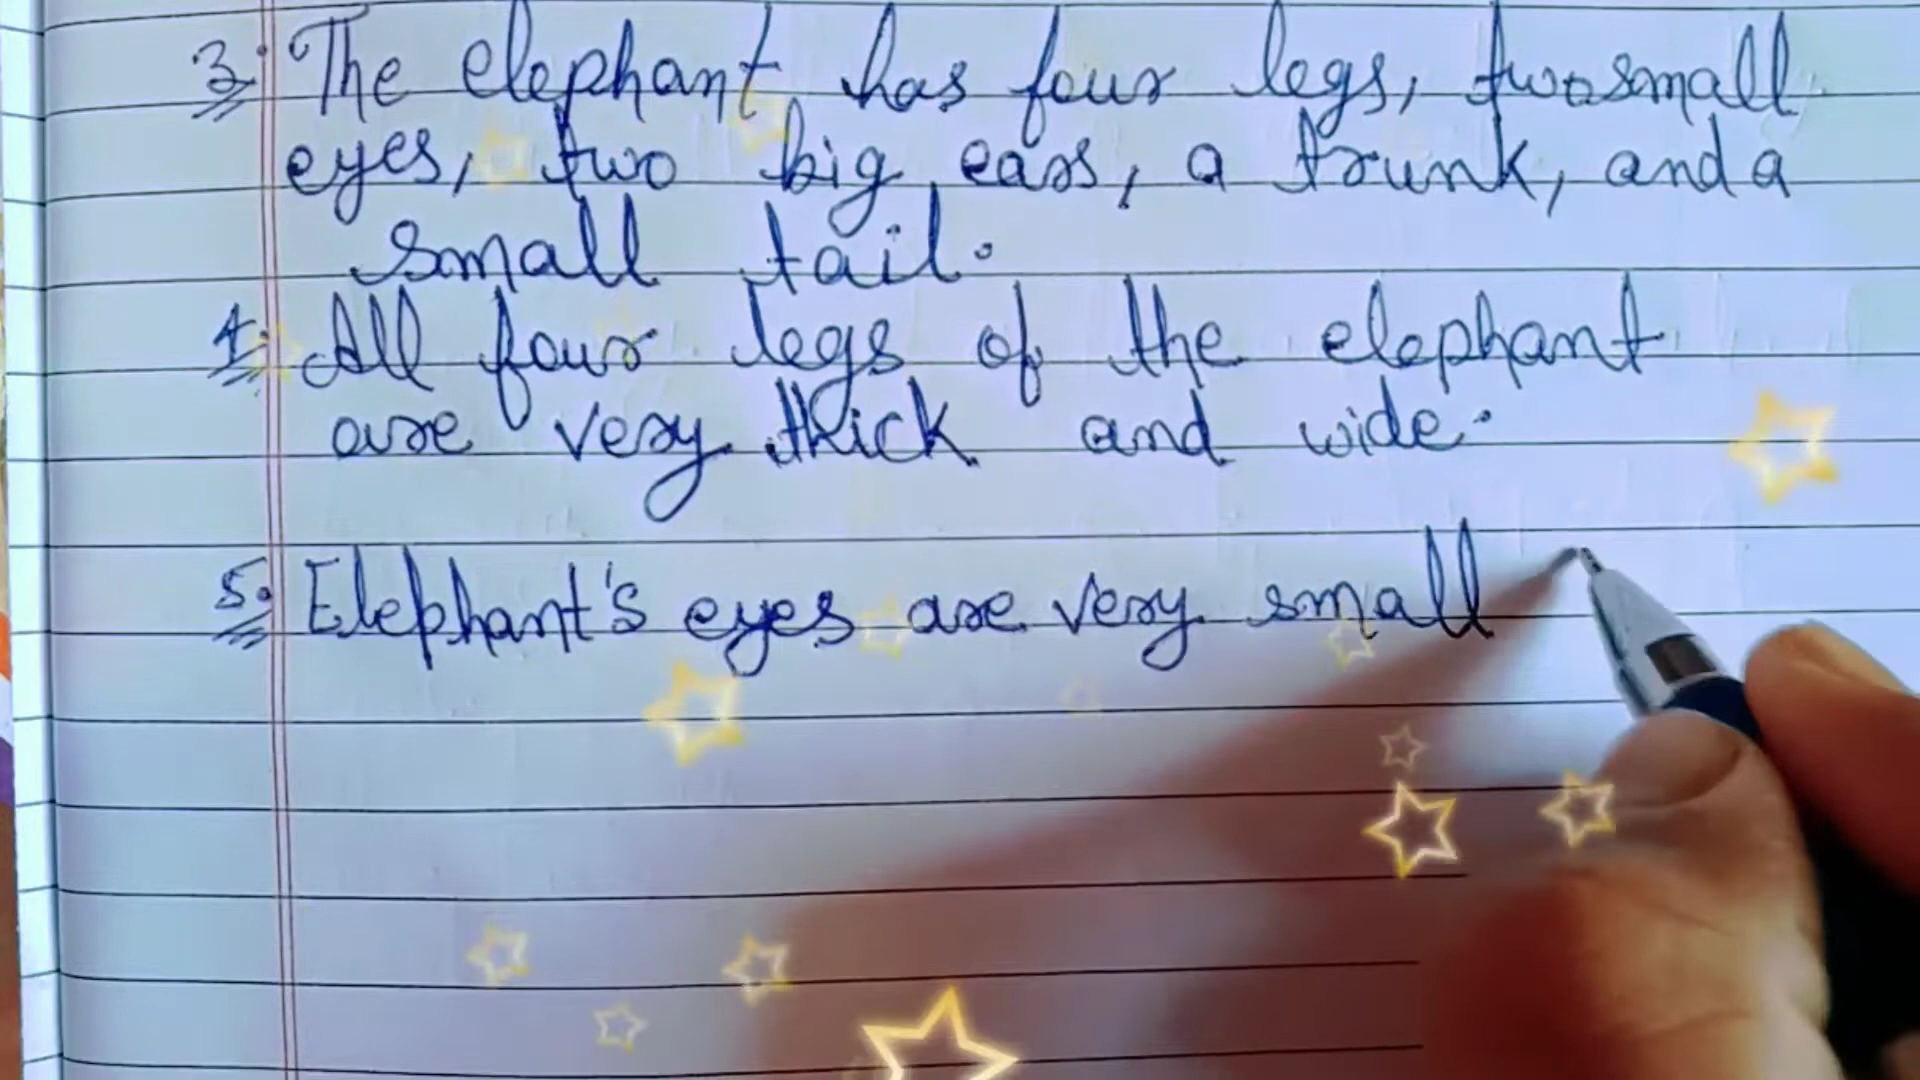 3. The elephant has four legs, two small
eyes, two big ears, a trunk, and a
small tail.
4. All four legs of the elephant
are very thick and wide.
5. Elephant's eyes are very small